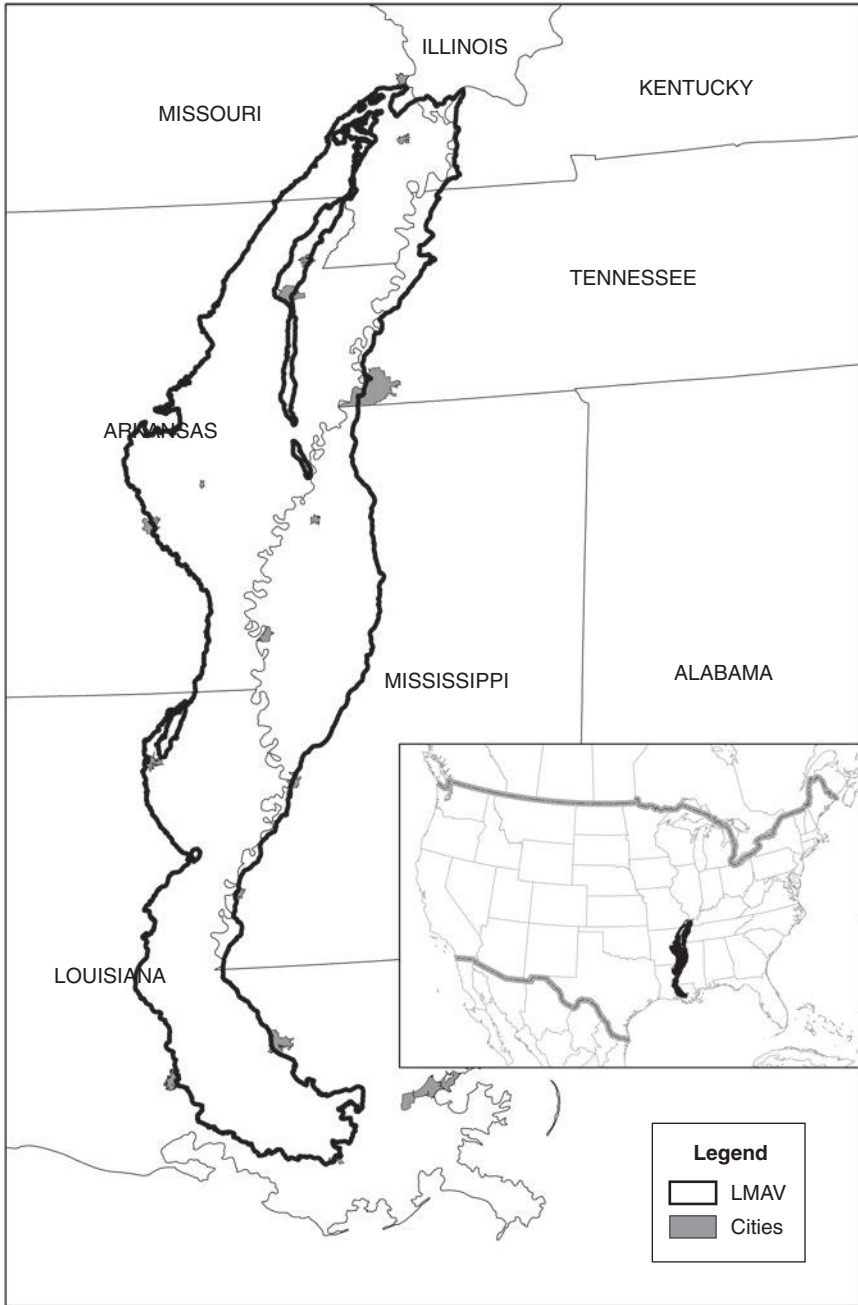 ILLINOIS
KENTUCKY
MISSOURI
TENNESSEE
ARKANSAS
MISSISSIPPI
ALABAMA
LOUISIANA
Legend
LMAV
Cities